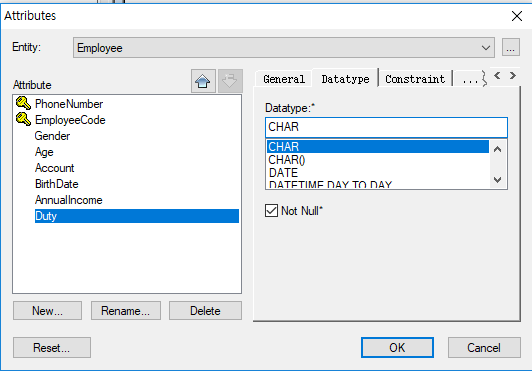 Attributes
Entity:
Employee
...
Attribute
PhoneNumber
EmployeeCode
Gender
Age
Account
BirthDate
AnnualIncome
Duty
New...
Rename...
Delete
General
Datatype
Constraint
...
Datatype:*
CHAR
CHAR
CHAR()
DATE
DATETIME DAY TO DAY
Not Null*
Reset...
OK
Cancel